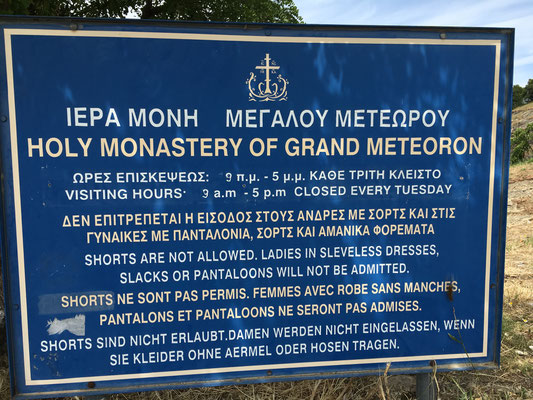 ΙΕΡΑ ΜΟΝΗ ΜΕΓΑΛΟΥ ΜΕΤΕΩΡΟΥ
HOLY MONASTERY OF GRAND METEORON
ΩΡΕΣ ΕΠΙΣΚΕΨΕΩΣ: 9 π.μ. - 5 μ.μ. ΚΑΘΕ ΤΡΙΤΗ ΚΛΕΙΣΤΟ
VISITING HOURS: 9 a.m - 5 p.m CLOSED EVERY TUESDAY
ΔΕΝ ΕΠΙΤΡΕΠΕΤΑΙ Η ΕΙΣΟΔΟΣ ΣΤΟΥΣ ΑΝΔΡΕΣ ΜΕ ΣΟΡΤΣ ΚΑΙ ΣΤΙΣ
ΓΥΝΑΙΚΕΣ ΜΕ ΠΑΝΤΑΛΟΝΙΑ, ΣΟΡΤΣ ΚΑΙ ΑΜΑΝΙΚΑ ΦΟΡΕΜΑΤΑ
SHORTS ARE NOT ALLOWED. LADIES IN SLEVELESS DRESSES,
SLACKS OR PANTALOONS WILL NOT BE ADMITTED.
SHORTS NE SONT PAS PERMIS. FEMMES AVEC ROBE SANS MANCHES,
PANTALONS ET PANTALOONS NE SERONT PAS ADMISES.
SHORTS SIND NICHT ERLAUBT.DAMEN WERDEN NICHT EINGELASSEN, WENN
SIE KLEIDER OHNE AERMEL ODER HOSEN TRAGEN.